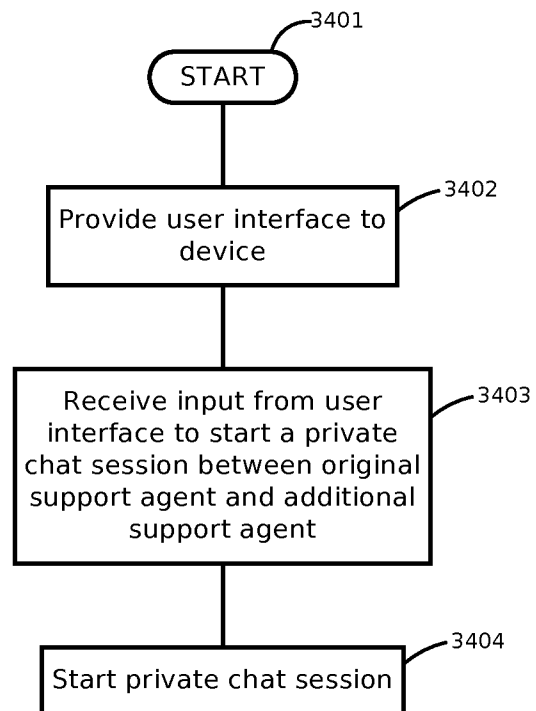 3401
START
3402
Provide user interface to
device
3403
Receive input from user
interface to start a private
chat session between original
support agent and additional
support agent
3404
Start private chat session